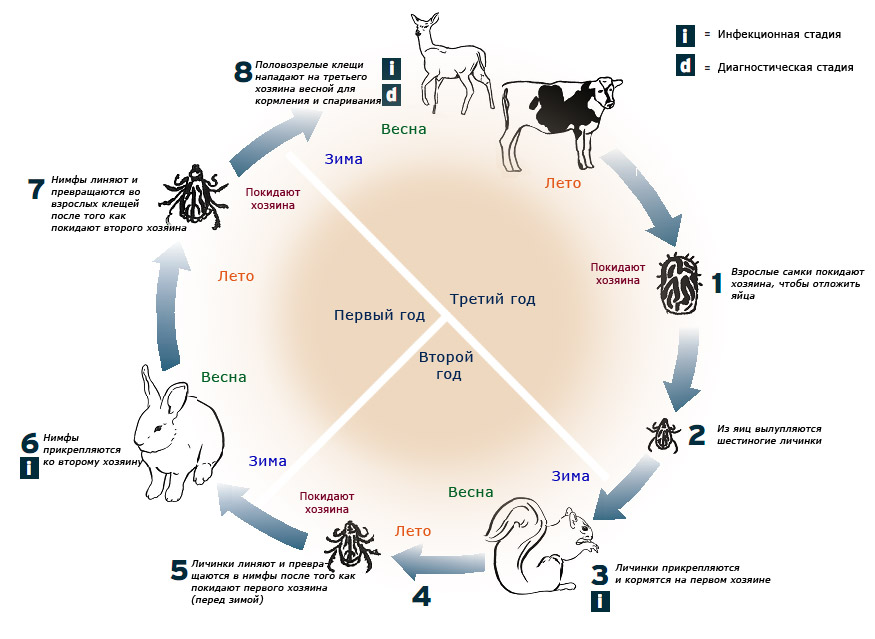 i = Инфекционная стадия
d = Диагностическая стадия
8 Половозрелые клещи
нападают на третьего
хозяина весной для
кормления и спаривания
i
d
Весна
Зима
Лето
7 Нимфы линяют и
превращаются во
взрослых клещей
после того как
покидают второго хозяина
Покидают
хозяина
Покидают
хозяина
1 Взрослые самки покидают
хозяина, чтобы отложить
яйца
Лето
Первый год
Третий год
Второй
год
Весна
2 Из яиц вылупляются
шестиногие личинки
6 Нимфы
прикрепляются
ко второму хозяину
i
Зима
Зима
Весна
Покидают
хозяина
Лето
5 Личинки линяют и превра-
щаются в нимфы после того как
покидают первого хозяина
(перед зимой)
4
3 Личинки прикрепляются
и кормятся на первом хозяине
i